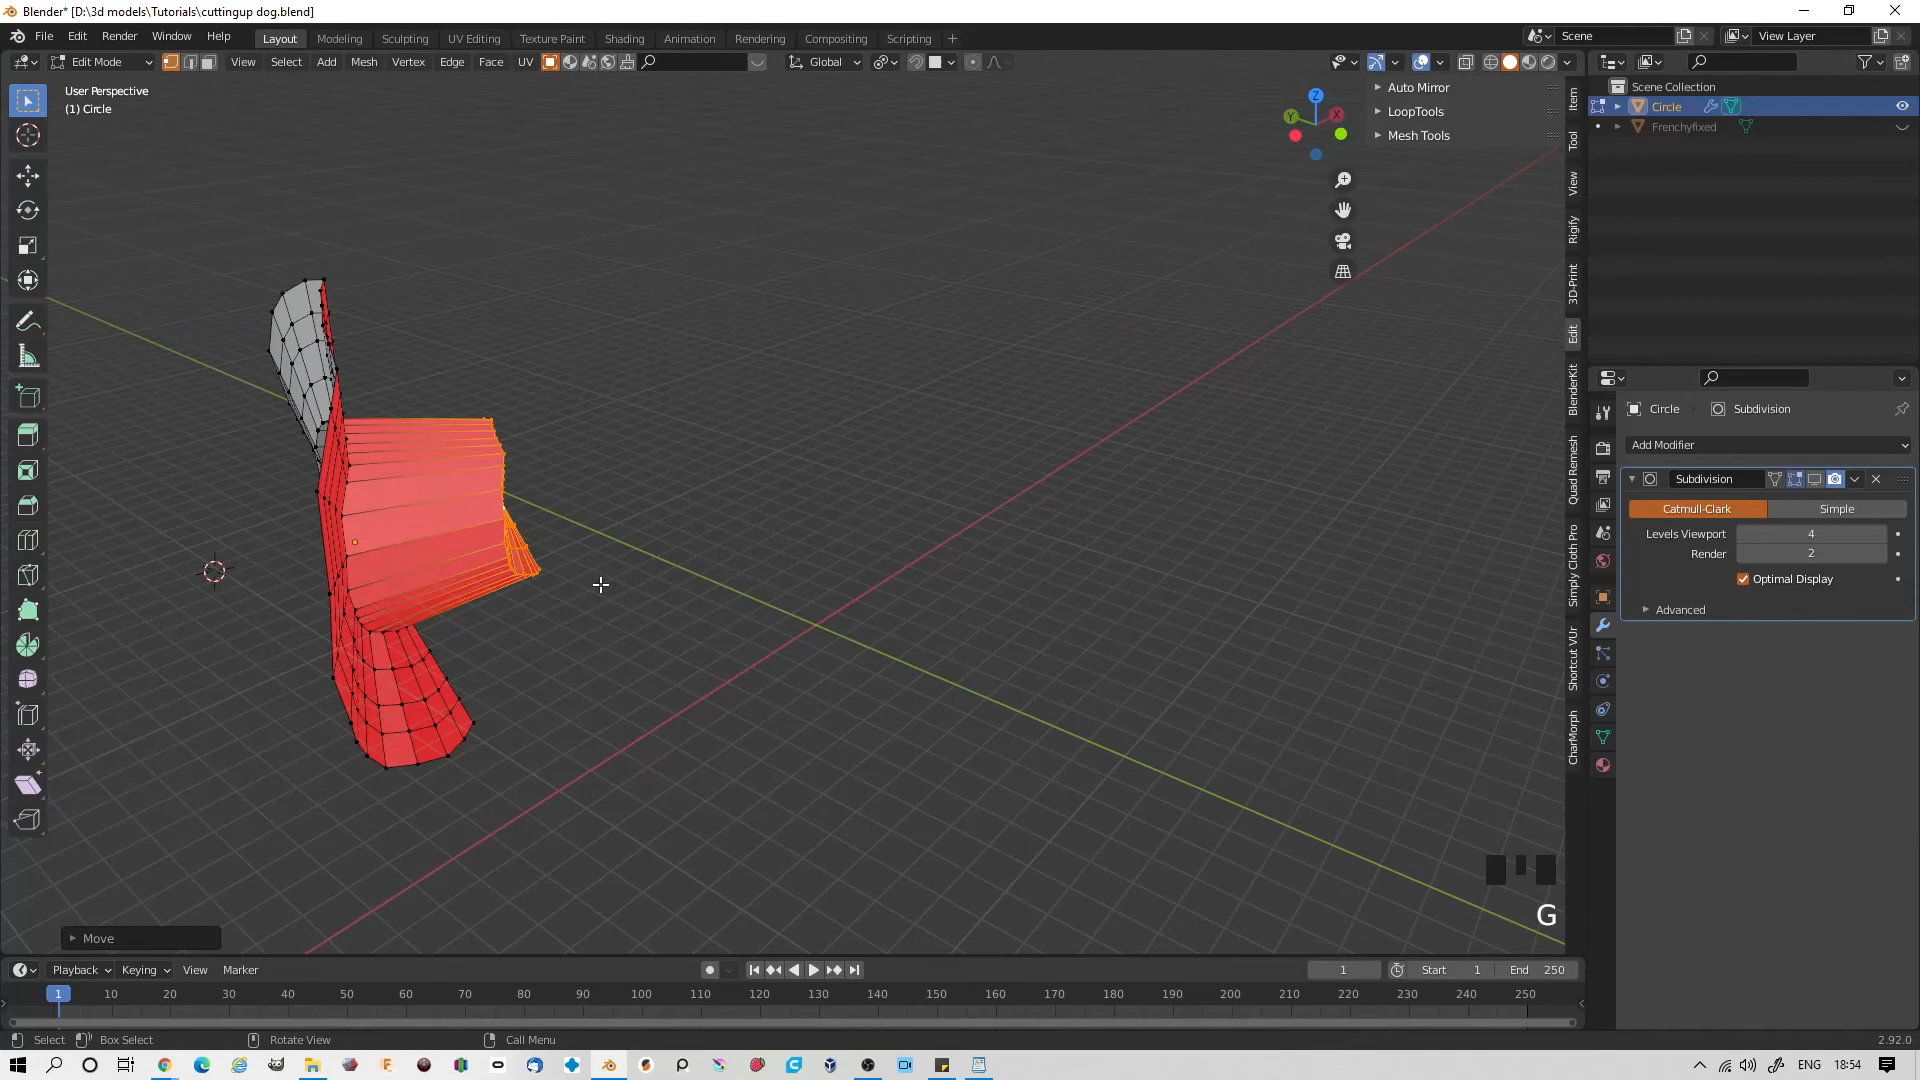 Blender* [D:\3d models\Tutorials\cuttingup dog.blend]
File Edit Render Window Help
Layout Modeling Sculpting UV Editing Texture Paint Shading Animation Rendering Compositing Scripting
Scene
View Layer
Edit Mode
View Select Add Mesh Vertex Edge Face UV
Global
User Perspective
(1) Circle
Z
Y
X
Auto Mirror
LoopTools
Mesh Tools
Item
Tool
View
Rigify
3D-Print
Edit
BlenderKit
Quad Remesh
Simply Cloth Pro
Shortcut VUr
CharMorph
Scene Collection
Circle
Frenchyfixed
Circle
Subdivision
Add Modifier
Subdivision
Catmull-Clark Simple
Levels Viewport 4
Render 2
Optimal Display
Advanced
G
Move
Playback Keying View Marker
1
Start 1 End 250
1 10 20 30 40 50 60 70 80 90 100 110 120 130 140 150 160 170 180 190 200 210 220 230 240 250
Select Box Select Rotate View Call Menu
2.92.0
ENG 18:54